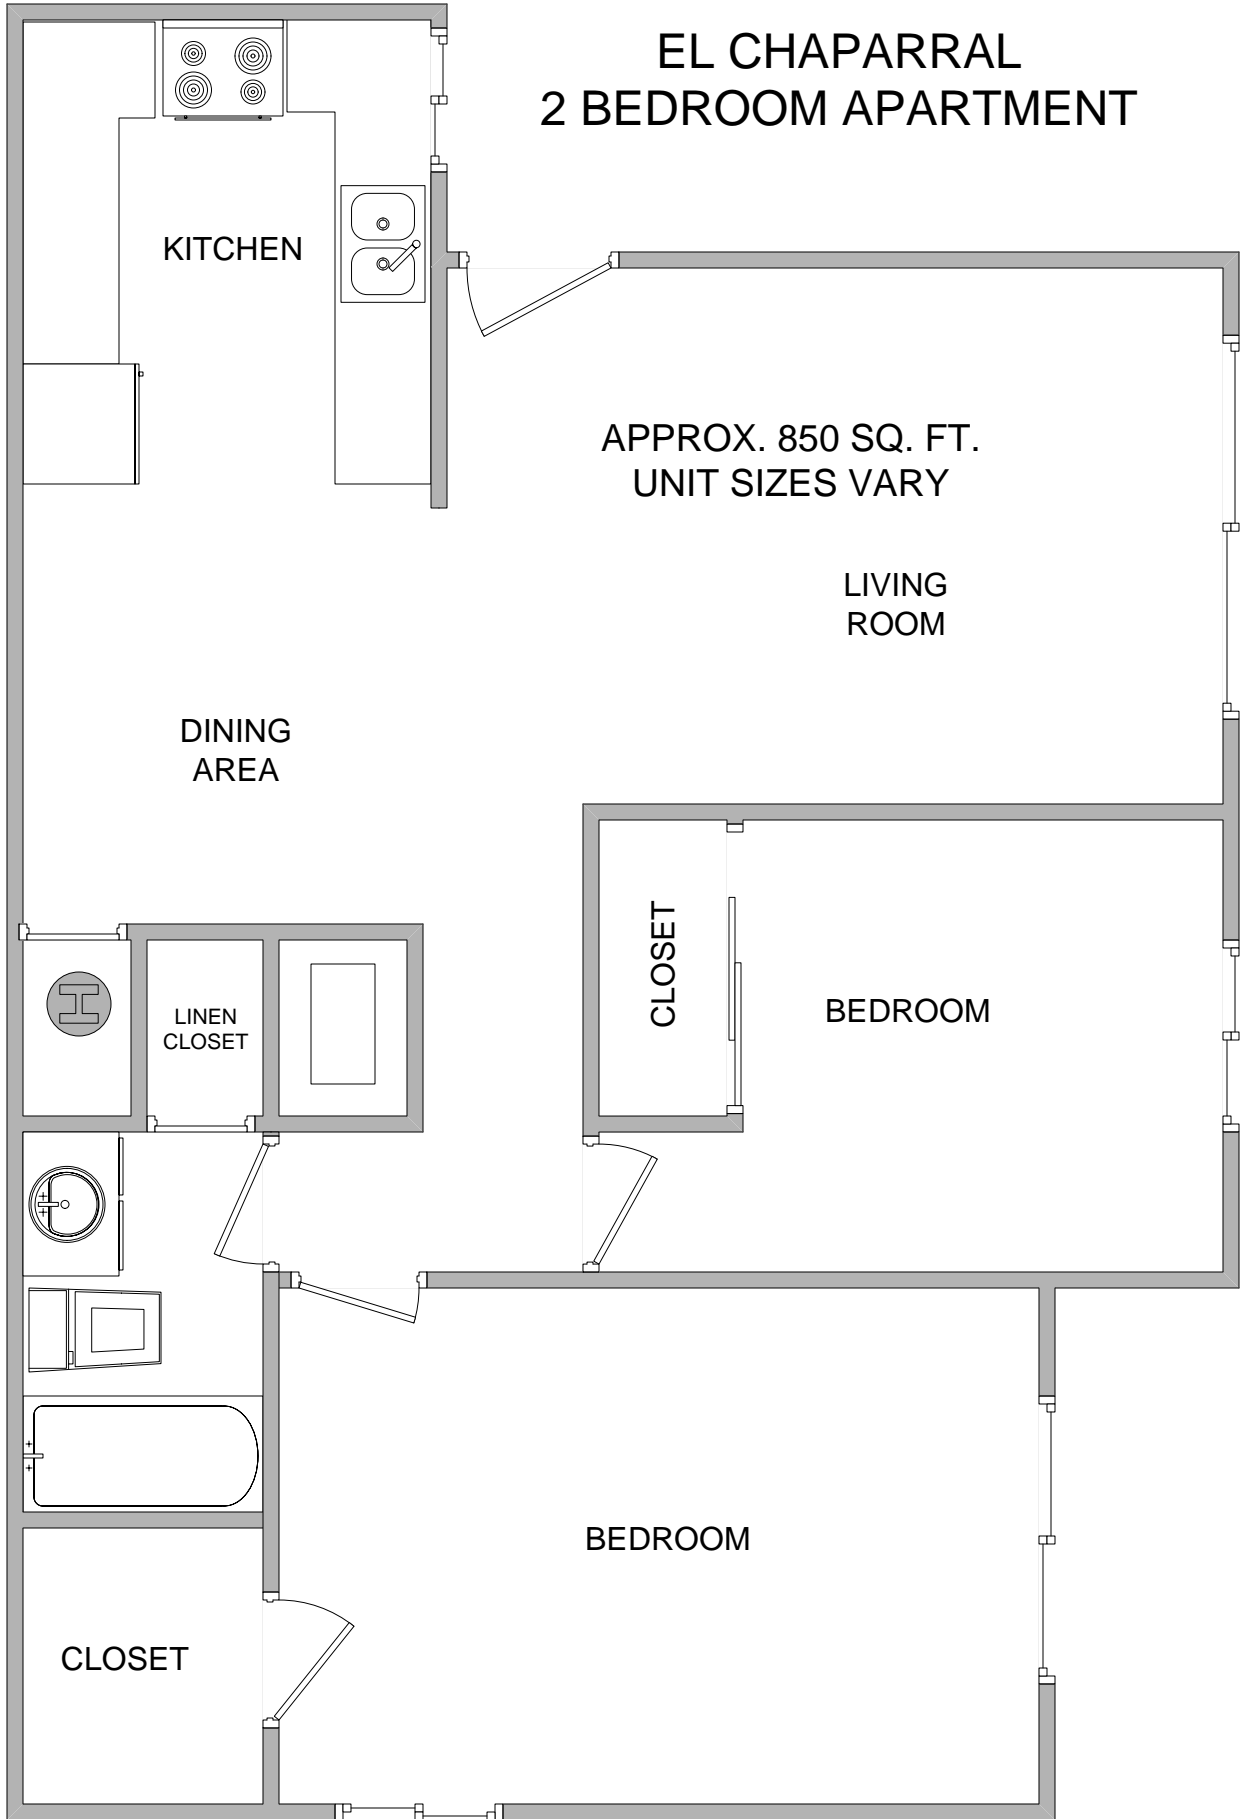 EL CHAPARRAL
2 BEDROOM APARTMENT
KITCHEN
APPROX. 850 SQ. FT.
UNIT SIZES VARY
LIVING
ROOM
DINING
AREA
CLOSET
BEDROOM
H
LINEN
CLOSET
BEDROOM
CLOSET